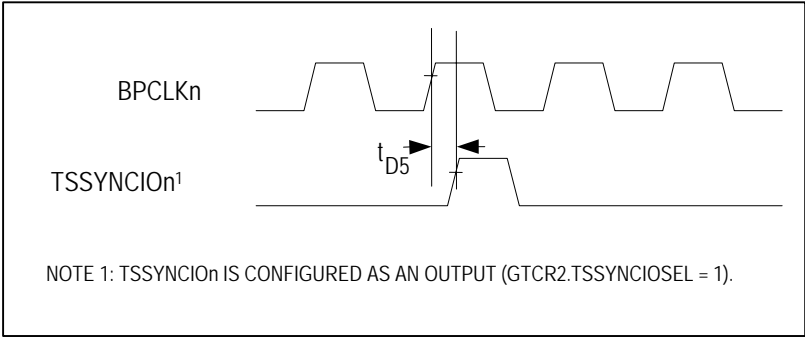 BPCLKn
tD5
TSSYNCIOn¹
NOTE 1: TSSYNCIOn IS CONFIGURED AS AN OUTPUT (GTCR2.TSSYNCIOSEL = 1).